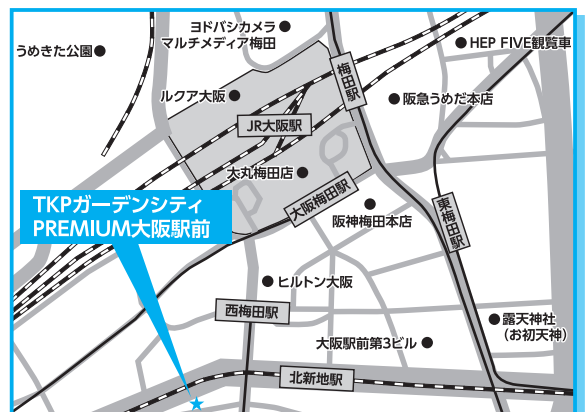 ヨドバシカメラ
マルチメディア梅田
うめきた公園
HEP FIVE観覧車
梅田駅
ルクア大阪
阪急うめだ本店
JR大阪駅
大丸梅田店
大阪梅田駅
TKPガーデンシティ
PREMIUM大阪駅前
阪神梅田本店
東梅田駅
ヒルトン大阪
西梅田駅
露天神社
（お初天神）
大阪駅前第3ビル
北新地駅